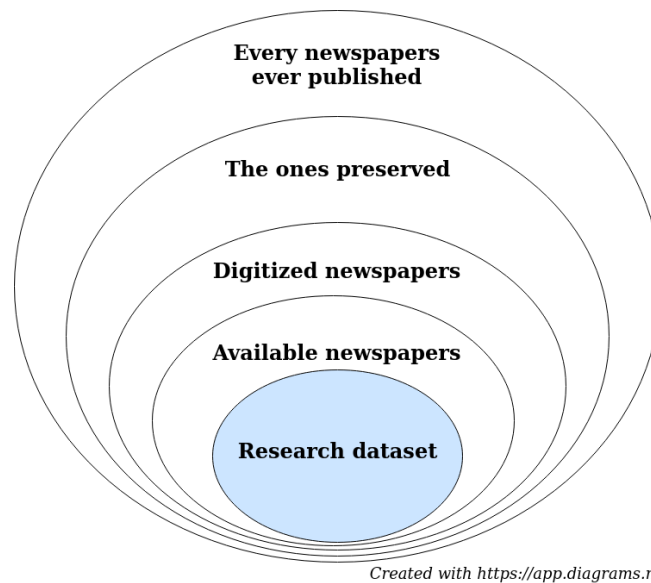 Every newspapers
ever published
The ones preserved
Digitized newspapers
Available newspapers
Research dataset
Created with https://app.diagrams.n